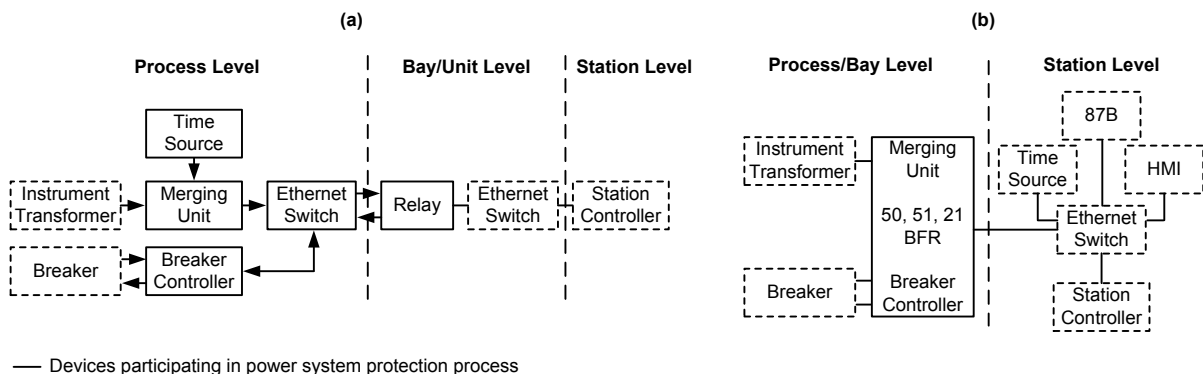 (a)
Process Level
Bay/Unit Level
Station Level
Time
Source
Instrument
Transformer
Merging
Unit
Ethernet
Switch
Relay
Ethernet
Switch
Station
Controller
Breaker
Breaker
Controller
(b)
Process/Bay Level
Station Level
Instrument
Transformer
Merging
Unit
50, 51, 21
BFR
Breaker
Controller
Breaker
87B
Time
Source
HMI
Ethernet
Switch
Station
Controller
Devices participating in power system protection process